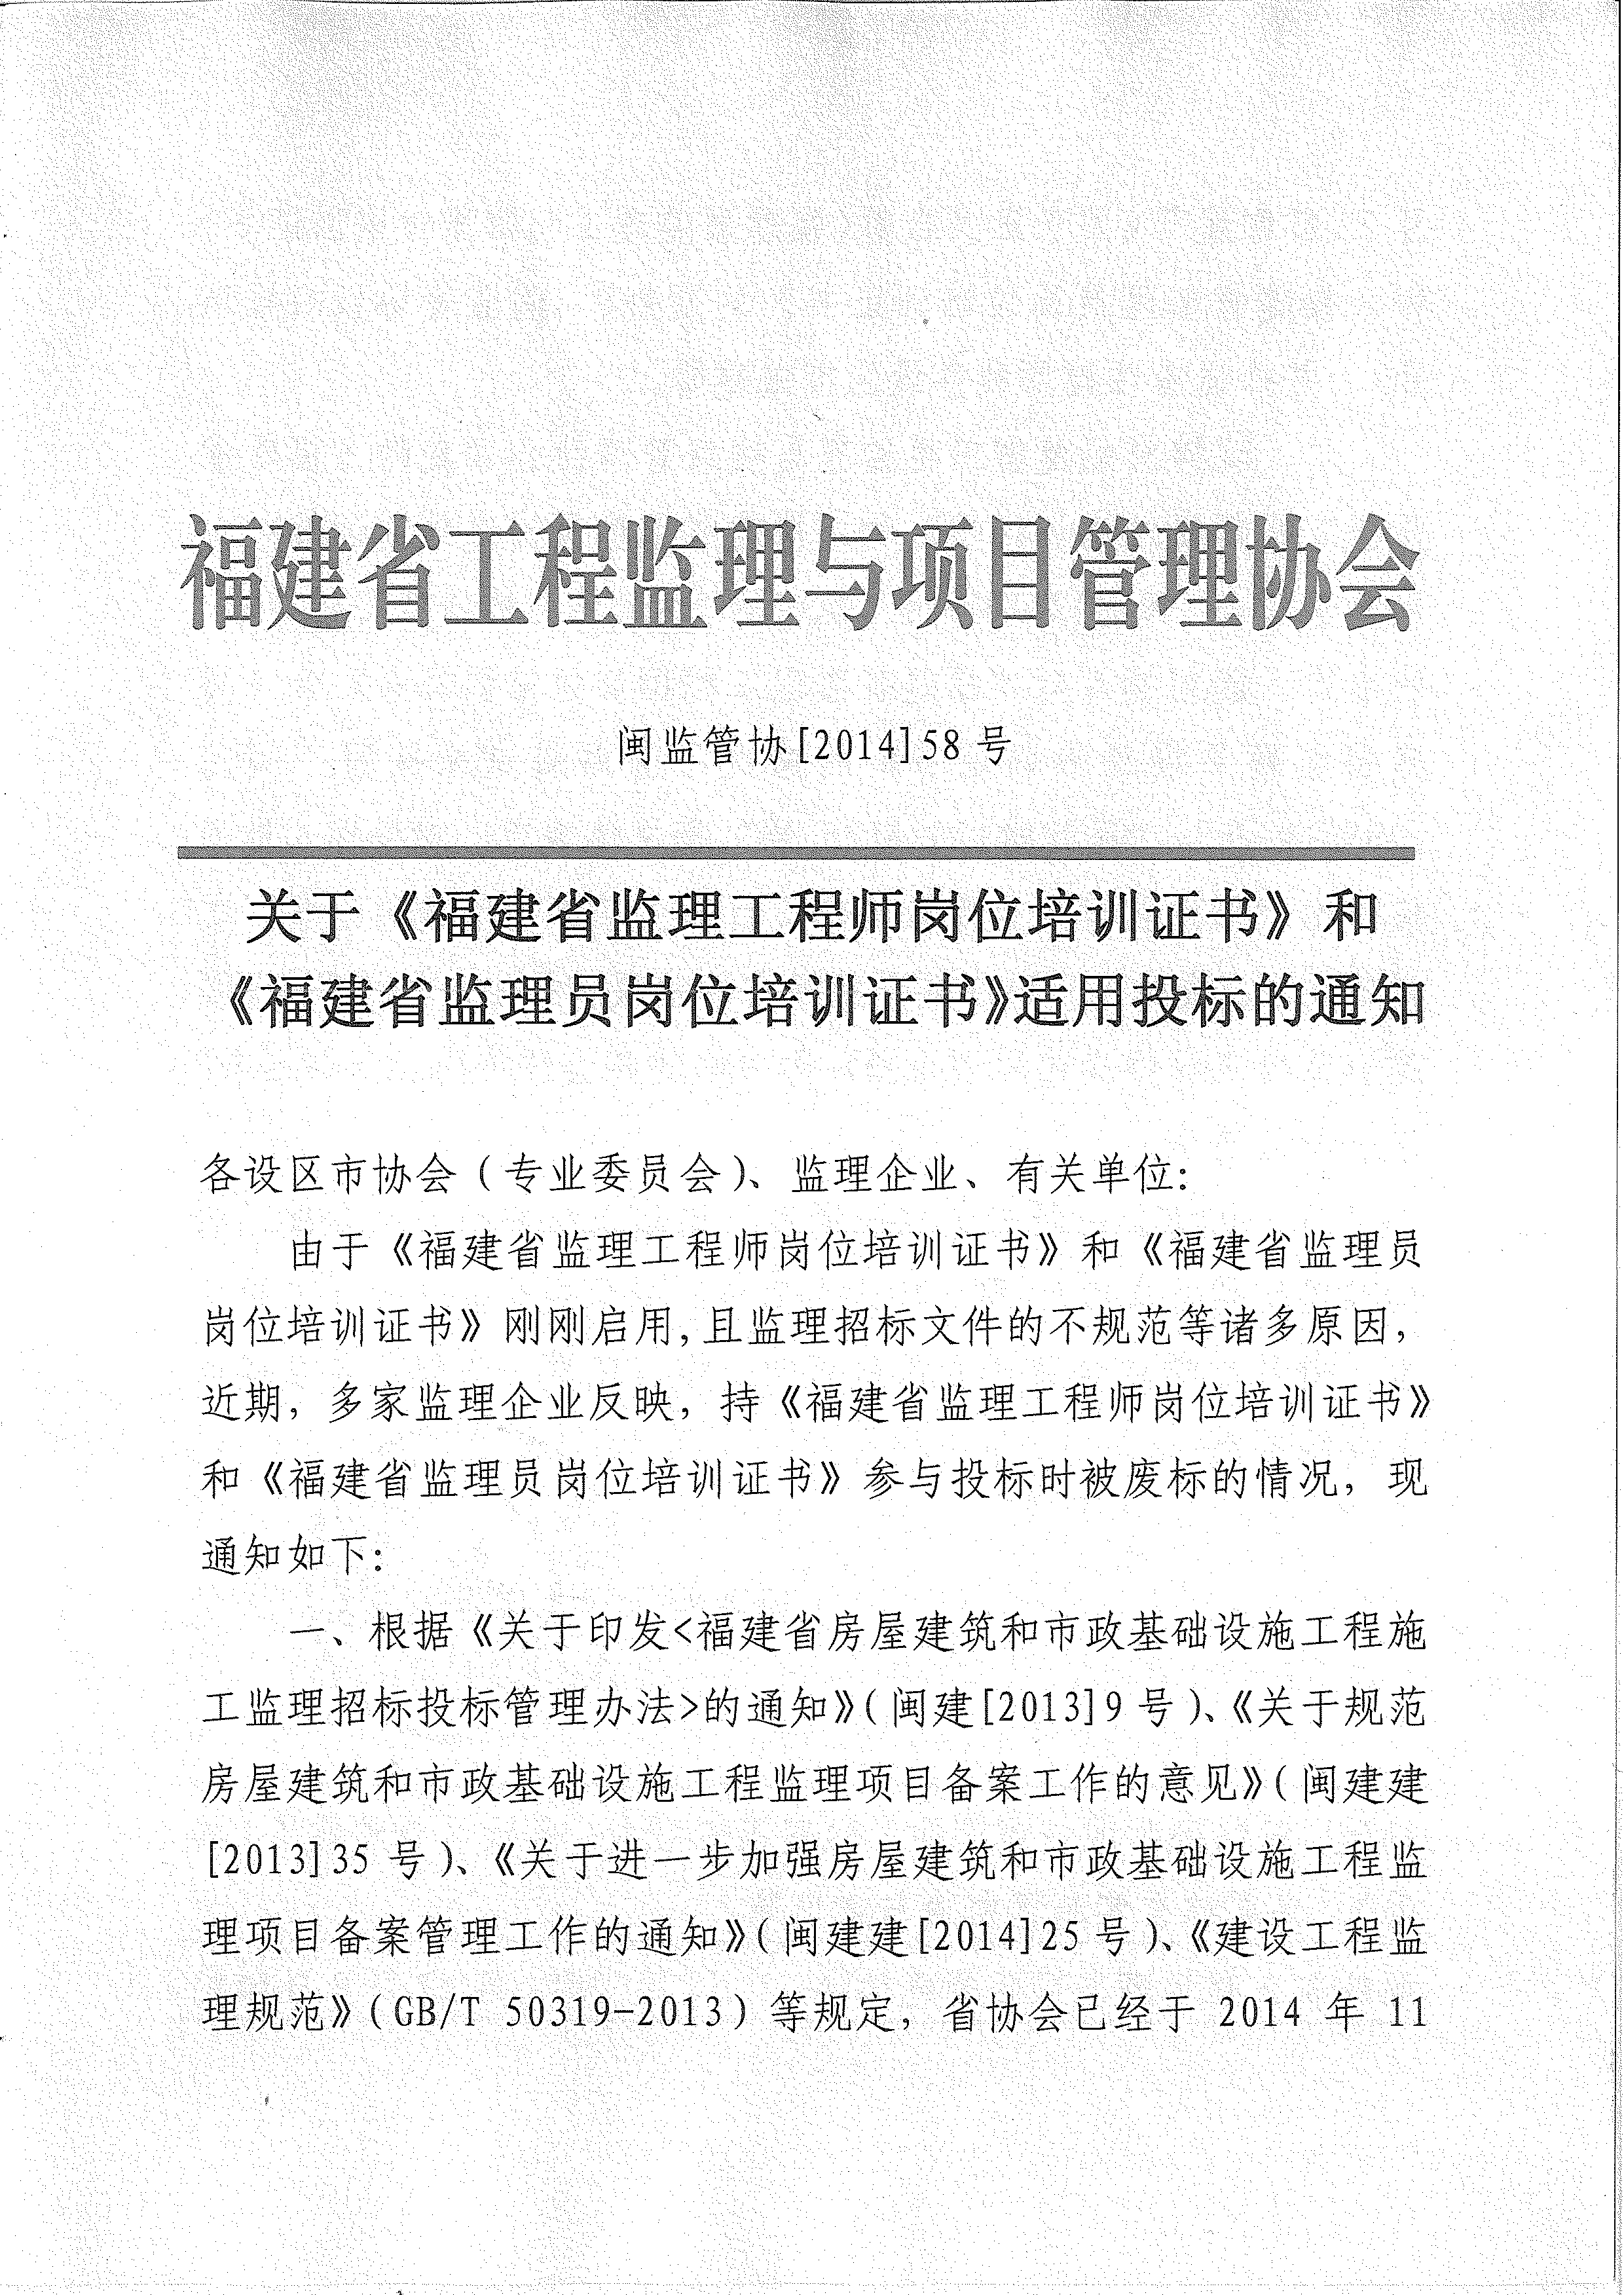 福建省工程监理与项目管理协会
闽监管协[2014]58 号
关于《福建省监理工程师岗位培训证书》和
《福建省监理员岗位培训证书》适用投标的通知
各设区市协会（专业委员会）、监理企业、有关单位：
由于《福建省监理工程师岗位培训证书》和《福建省监理员
岗位培训证书》刚刚启用，且监理招标文件的不规范等诸多原因，
近期，多家监理企业反映，持《福建省监理工程师岗位培训证书》
和《福建省监理员岗位培训证书》参与投标时被废标的情况，现
通知如下：
一、根据《关于印发<福建省房屋建筑和市政基础设施工程施
工监理招标投标管理办法>的通知》（闽建[2013]9 号）、《关于规范
房屋建筑和市政基础设施工程监理项目备案工作的意见》（闽建建
[2013]35 号）、《关于进一步加强房屋建筑和市政基础设施工程监
理项目备案管理工作的通知》（闽建建[2014]25 号）、《建设工程监
理规范》（GB/T 50319-2013）等规定，省协会已经于 2014 年 11